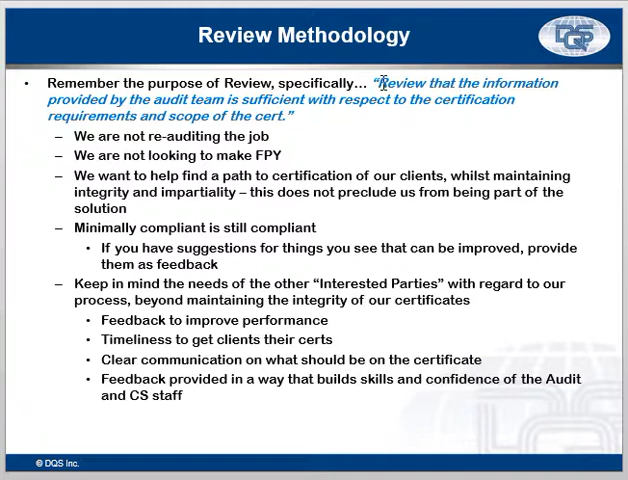 Review Methodology
DQS
• Remember the purpose of Review, specifically… “Review that the information
provided by the audit team is sufficient with respect to the certification
requirements and scope of the cert.”
– We are not re-auditing the job
– We are not looking to make FPY
– We want to help find a path to certification of our clients, whilst maintaining
integrity and impartiality – this does not preclude us from being part of the
solution
– Minimally compliant is still compliant
• If you have suggestions for things you see that can be improved, provide
them as feedback
– Keep in mind the needs of the other “Interested Parties” with regard to our
process, beyond maintaining the integrity of our certificates
• Feedback to improve performance
• Timeliness to get clients their certs
• Clear communication on what should be on the certificate
• Feedback provided in a way that builds skills and confidence of the Audit
and CS staff
© DQS Inc.